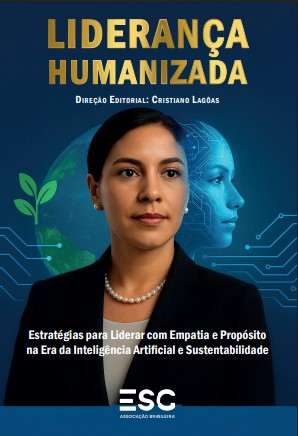 LIDERANÇA
HUMANIZADA
Direção Editorial: Cristiano Lagôas
Estratégias para Liderar com Empatia e Propósito
na Era da Inteligência Artificial e Sustentabilidade
ESG
ASSOCIAÇÃO BRASILEIRA